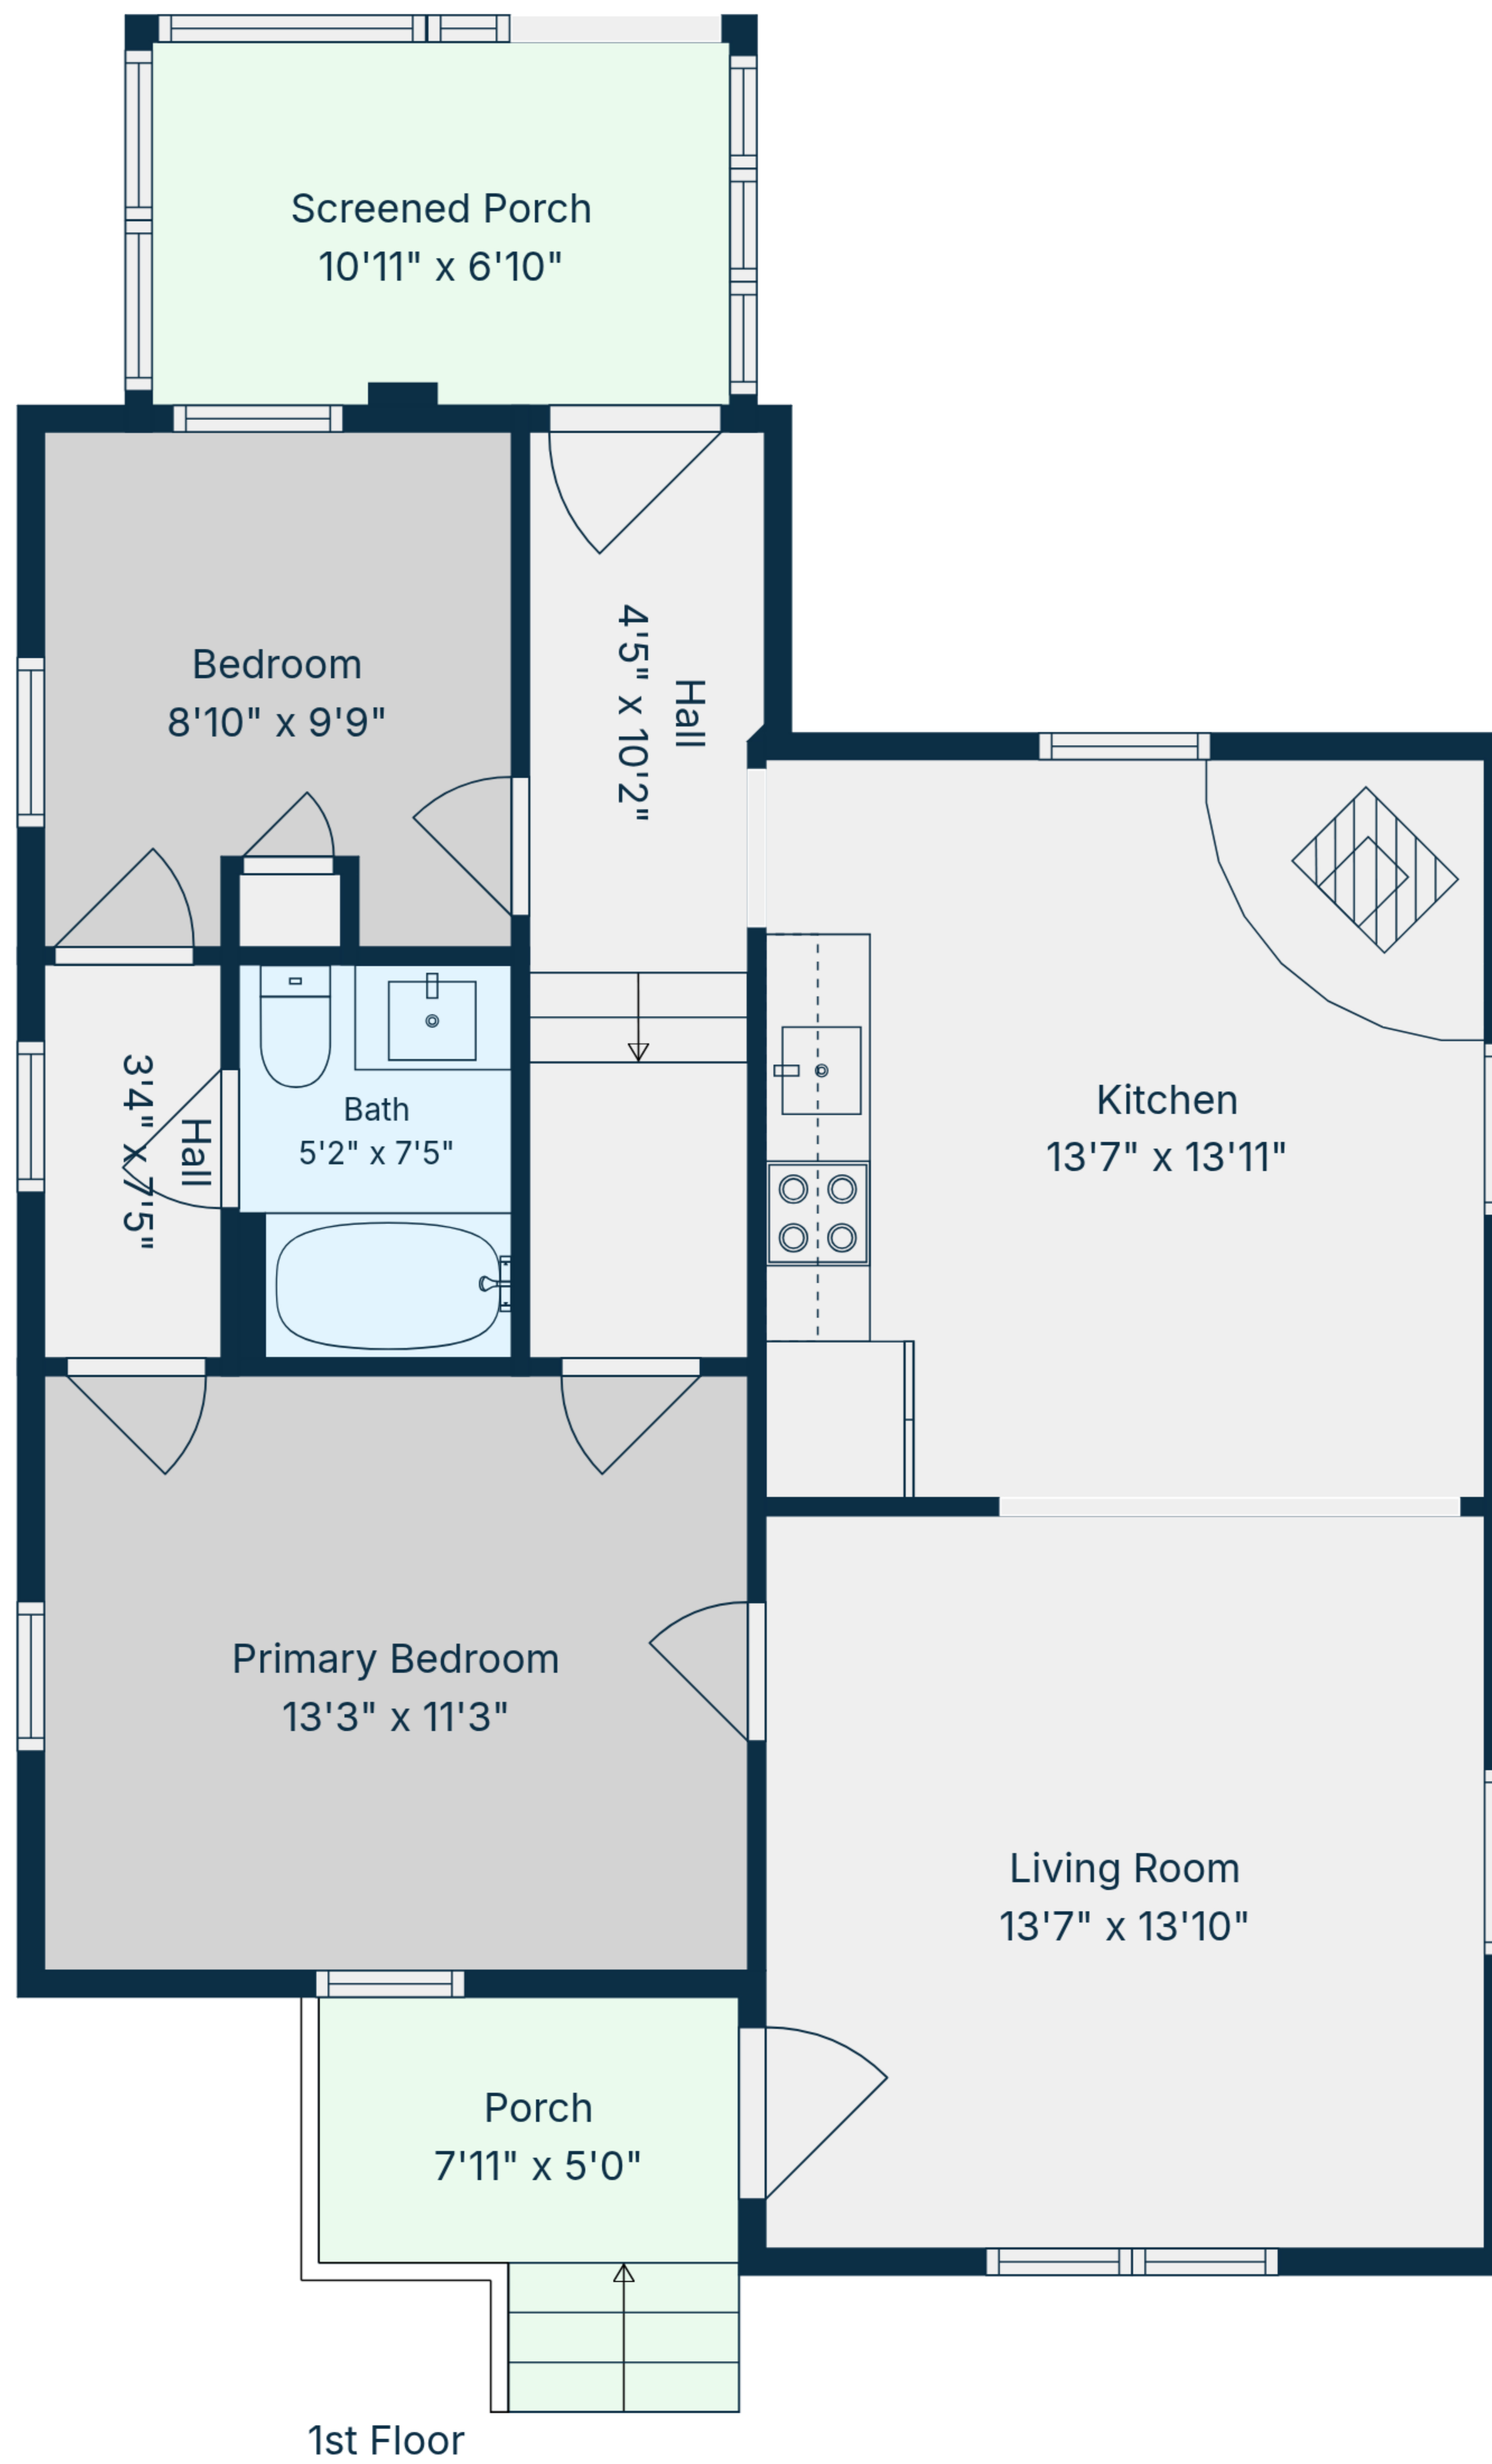 Screened Porch
10'11" x 6'10"
Bedroom
8'10" x 9'9"
Hall
4'5" x 10'2"
Kitchen
13'7" x 13'11"
Bath
5'2" x 7'5"
Hall
3'4" x 7'5"
Primary Bedroom
13'3" x 11'3"
Living Room
13'7" x 13'10"
Porch
7'11" x 5'0"
1st Floor